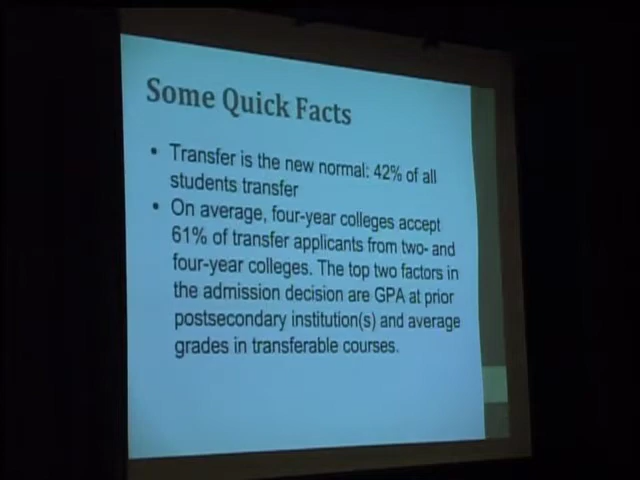 Some Quick Facts
• Transfer is the new normal: 42% of all
students transfer
• On average, four-year colleges accept
61% of transfer applicants from two- and
four-year colleges. The top two factors in
the admission decision are GPA at prior
postsecondary institution(s) and average
grades in transferable courses.